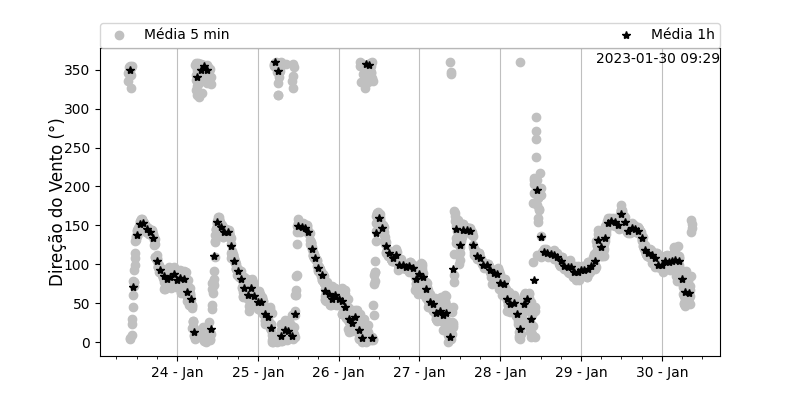 Média 5 min
Média 1h
2023-01-30 09:29
Direção do Vento (°)
350
300
250
200
150
100
50
0
24 - Jan
25 - Jan
26 - Jan
27 - Jan
28 - Jan
29 - Jan
30 - Jan